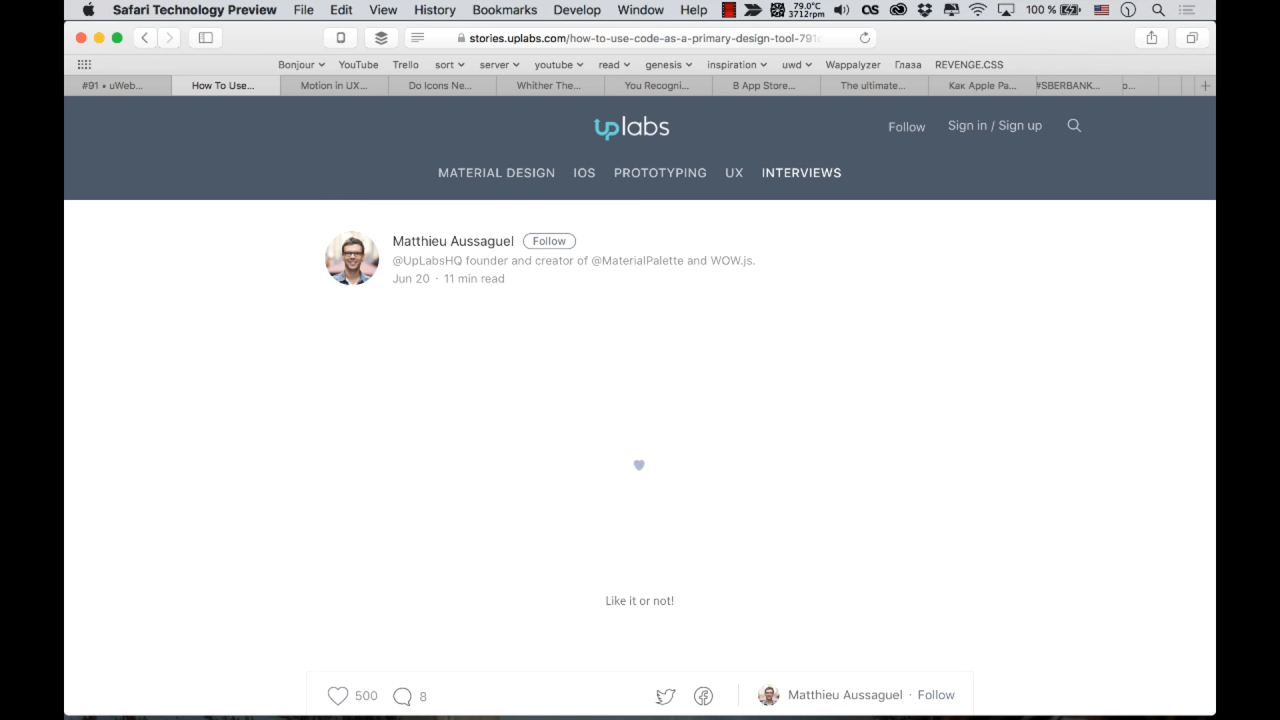 Safari Technology Preview File Edit View History Bookmarks Develop Window Help 79.0°C 3712rpm 100 %
stories.uplabs.com/how-to-use-code-as-a-primary-design-tool-791
Bonjour YouTube Trello sort server youtube read genesis inspiration uwd Wappalyzer Глаза REVENGE.CSS
#91 • uWeb... How To Use... Motion in UX... Do Icons Ne... Whither The... You Recogni... В App Store... The ultimate... Как Apple Pa... #SBERBANK...
uplabs
Follow Sign in / Sign up
MATERIAL DESIGN IOS PROTOTYPING UX INTERVIEWS
Matthieu Aussaguel Follow
@UpLabsHQ founder and creator of @MaterialPalette and WOW.js.
Jun 20 · 11 min read
Like it or not!
500 8 Matthieu Aussaguel · Follow